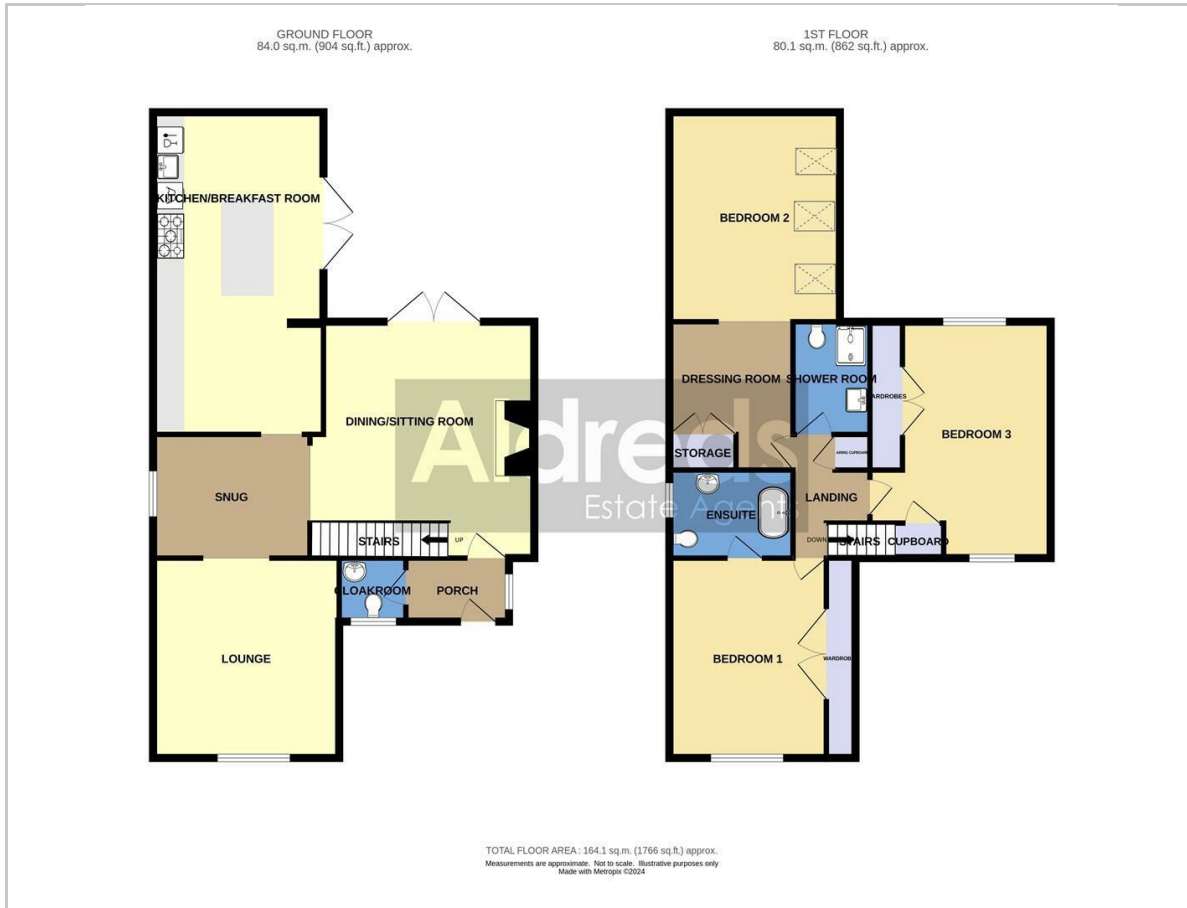 GROUND FLOOR
84.0 sq.m. (904 sq.ft.) approx.
1ST FLOOR
80.1 sq.m. (862 sq.ft.) approx.
KITCHEN/BREAKFAST ROOM
DINING/SITTING ROOM
SNUG
STAIRS
UP
CLOAKROOM
PORCH
LOUNGE
BEDROOM 2
DRESSING ROOM
SHOWER ROOM
WARDROBES
BEDROOM 3
STORAGE
AIRING CUPBOARD
LANDING
ENSUITE
DOWN
STAIRS
CUPBOARD
BEDROOM 1
WARDROBE
Aldreds
Estate Agents
TOTAL FLOOR AREA : 164.1 sq.m. (1766 sq.ft.) approx.
Measurements are approximate. Not to scale. Illustrative purposes only
Made with Metropix ©2024